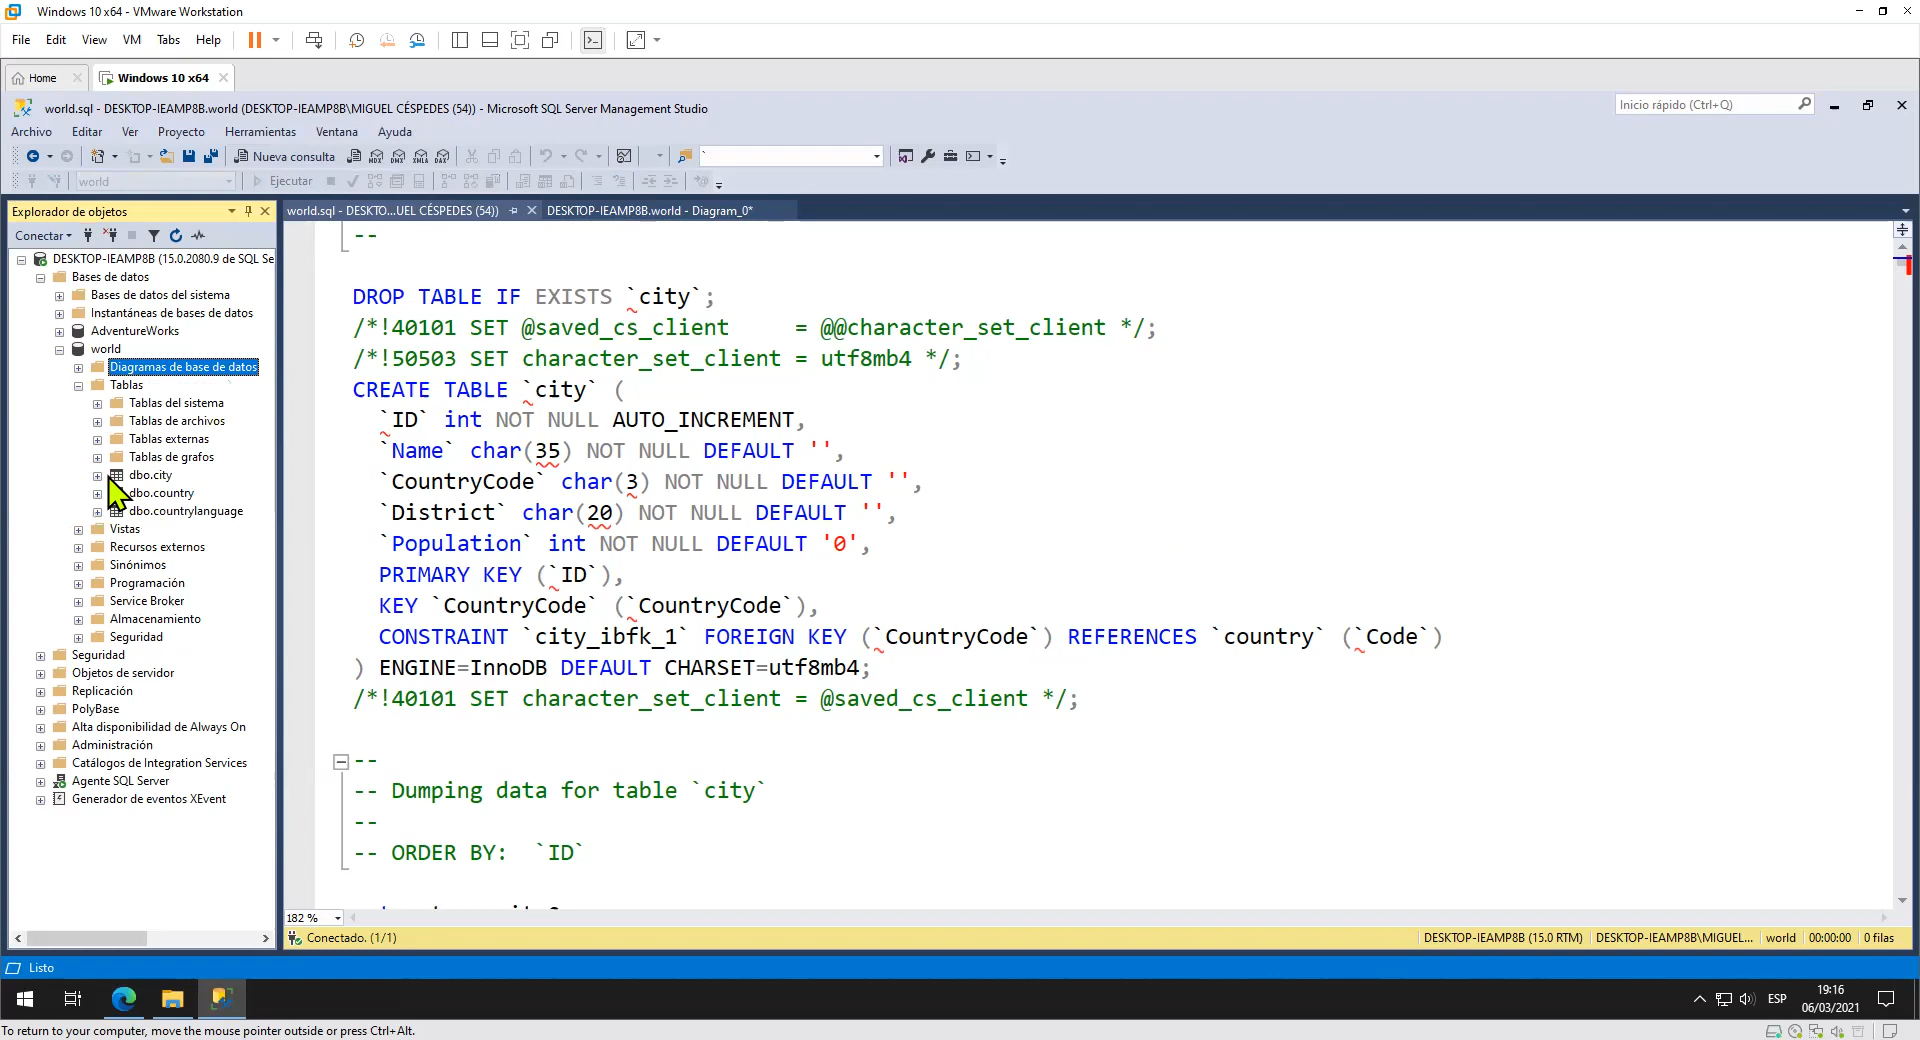 Windows 10 x64 - VMware Workstation
File Edit View VM Tabs Help
Home
Windows 10 x64
world.sql - DESKTOP-IEAMP8B.world (DESKTOP-IEAMP8B\MIGUEL CÉSPEDES (54)) - Microsoft SQL Server Management Studio
Inicio rápido (Ctrl+Q)
Archivo Editar Ver Proyecto Herramientas Ventana Ayuda
Nueva consulta MDX DMX XMLA DAX `
world Ejecutar
Explorador de objetos
Conectar
DESKTOP-IEAMP8B (15.0.2080.9 de SQL Se
Bases de datos
Bases de datos del sistema
Instantáneas de bases de datos
AdventureWorks
world
Diagramas de base de datos
Tablas
Tablas del sistema
Tablas de archivos
Tablas externas
Tablas de grafos
dbo.city
dbo.country
dbo.countrylanguage
Vistas
Recursos externos
Sinónimos
Programación
Service Broker
Almacenamiento
Seguridad
Seguridad
Objetos de servidor
Replicación
PolyBase
Alta disponibilidad de Always On
Administración
Catálogos de Integration Services
Agente SQL Server
Generador de eventos XEvent
world.sql - DESKTO...UEL CÉSPEDES (54))
DESKTOP-IEAMP8B.world - Diagram_0*
--
DROP TABLE IF EXISTS `city`;
/*!40101 SET @saved_cs_client     = @@character_set_client */;
/*!50503 SET character_set_client = utf8mb4 */;
CREATE TABLE `city` (
  `ID` int NOT NULL AUTO_INCREMENT,
  `Name` char(35) NOT NULL DEFAULT '',
  `CountryCode` char(3) NOT NULL DEFAULT '',
  `District` char(20) NOT NULL DEFAULT '',
  `Population` int NOT NULL DEFAULT '0',
  PRIMARY KEY (`ID`),
  KEY `CountryCode` (`CountryCode`),
  CONSTRAINT `city_ibfk_1` FOREIGN KEY (`CountryCode`) REFERENCES `country` (`Code`)
) ENGINE=InnoDB DEFAULT CHARSET=utf8mb4;
/*!40101 SET character_set_client = @saved_cs_client */;
--
-- Dumping data for table `city`
--
-- ORDER BY:  `ID`
182 %
Conectado. (1/1)
DESKTOP-IEAMP8B (15.0 RTM) DESKTOP-IEAMP8B\MIGUEL... world 00:00:00 0 filas
Listo
ESP
19:16
06/03/2021
To return to your computer, move the mouse pointer outside or press Ctrl+Alt.